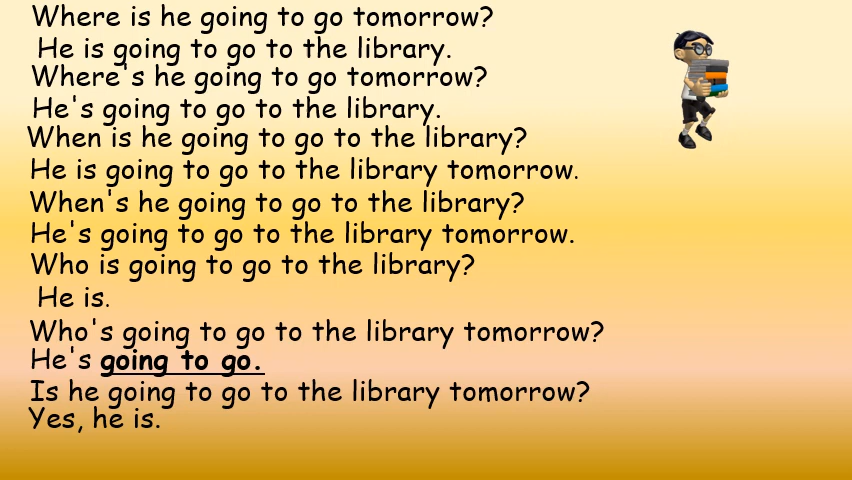 Where is he going to go tomorrow?
He is going to go to the library.
Where's he going to go tomorrow?
He's going to go to the library.
When is he going to go to the library?
He is going to go to the library tomorrow.
When's he going to go to the library?
He's going to go to the library tomorrow.
Who is going to go to the library?
He is.
Who's going to go to the library tomorrow?
He's going to go.
Is he going to go to the library tomorrow?
Yes, he is.